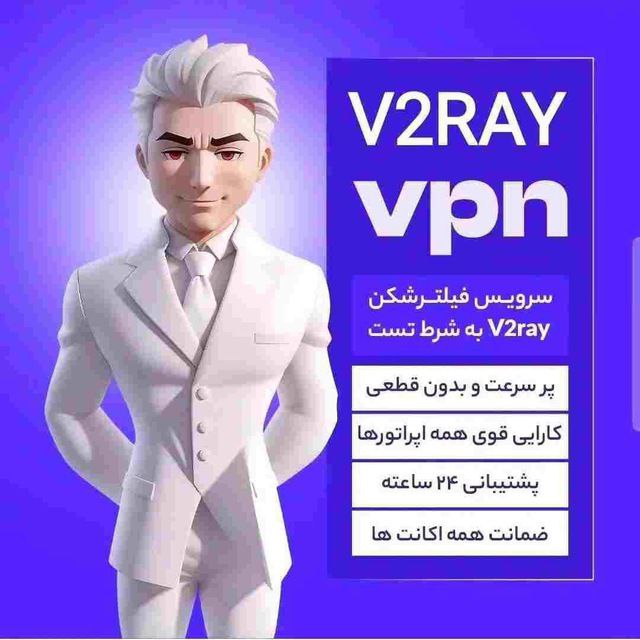 V2RAY
vpn
سرویس فیلترشکن
V2ray به شرط تست
پر سرعت و بدون قطعی
کارایی قوی همه اپراتورها
پشتیبانی ۲۴ ساعته
ضمانت همه اکانت ها